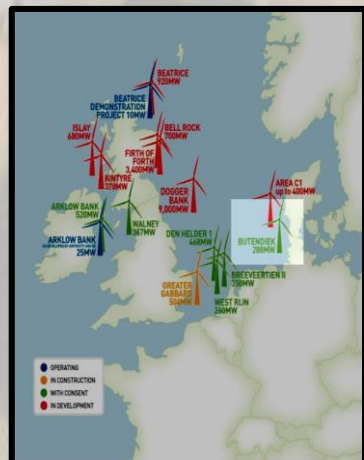 BEATRICE
920MW
BEATRICE
DEMONSTRATION
PROJECT 10MW
ISLAY
680MW
BELL ROCK
700MW
FIRTH OF
FORTH
3,400MW
KINTYRE
378MW
DOGGER
BANK
9,000MW
AREA C1
up to 400MW
ARKLOW BANK
520MW
WALNEY
367MW
DEN HELDER 1
468MW
BUTENDIEK
288MW
ARKLOW BANK
25MW
BREEVEERTIEN II
350MW
GREATER
GABBARD
504MW
WEST RIJN
260MW
OPERATING
IN CONSTRUCTION
WITH CONSENT
IN DEVELOPMENT